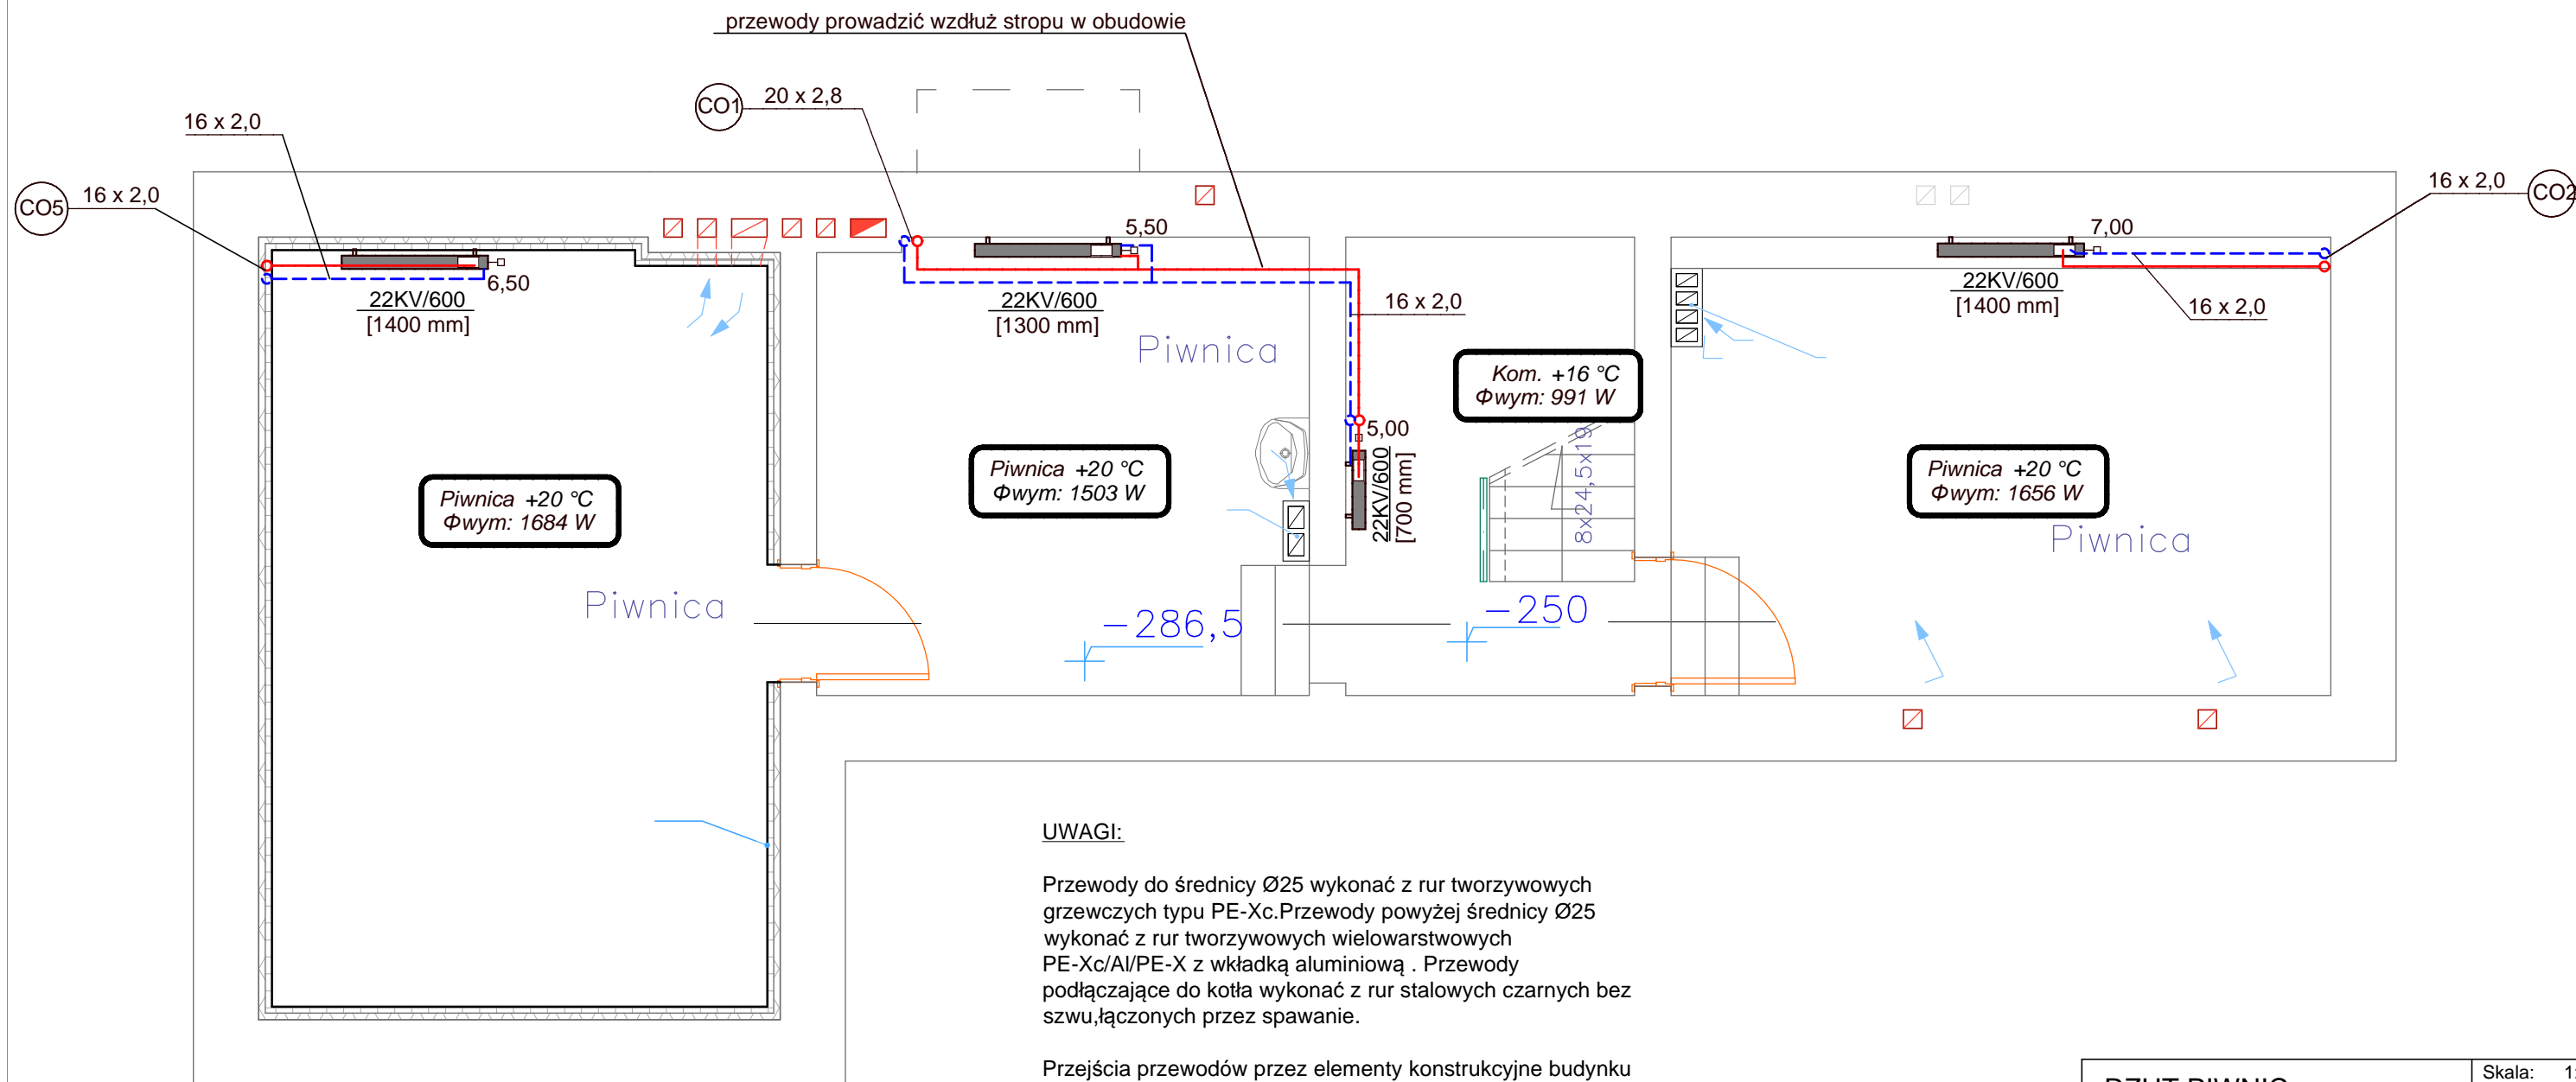 przewody prowadzić wzdłuż stropu w obudowie
CO1
20 x 2,8
16 x 2,0
CO5
16 x 2,0
16 x 2,0
CO2
5,50
7,00
6,50
22KV/600
[1400 mm]
22KV/600
[1300 mm]
16 x 2,0
22KV/600
[1400 mm]
16 x 2,0
Piwnica
Kom. +16 °C
Φwym: 991 W
5,00
22KV/600
[700 mm]
8x24,5x19
Piwnica +20 °C
Φwym: 1684 W
Piwnica +20 °C
Φwym: 1503 W
Piwnica +20 °C
Φwym: 1656 W
Piwnica
Piwnica
-286,5
-250
UWAGI:
Przewody do średnicy Ø25 wykonać z rur tworzywowych
grzewczych typu PE-Xc.Przewody powyżej średnicy Ø25
wykonać z rur tworzywowych wielowarstwowych
PE-Xc/Al/PE-X z wkładką aluminiową . Przewody
podłączające do kotła wykonać z rur stalowych czarnych bez
szwu,łączonych przez spawanie.
Przejścia przewodów przez elementy konstrukcyjne budynku
RZUT PIWNIC
Skala: